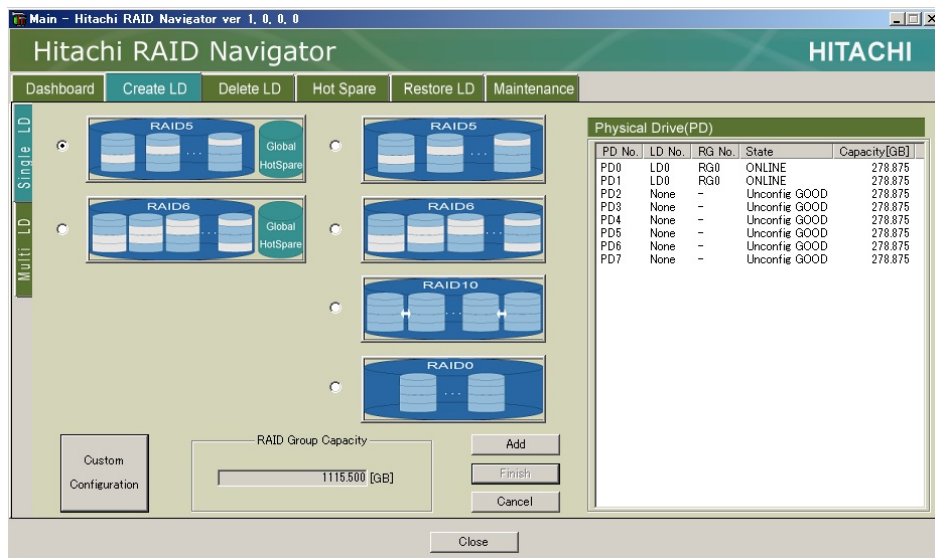 Main - Hitachi RAID Navigator ver 1. 0. 0. 0
Hitachi RAID Navigator
HITACHI
Dashboard Create LD Delete LD Hot Spare Restore LD Maintenance
Single LD
Multi LD
RAID5
Global
HotSpare
RAID5
RAID6
Global
HotSpare
RAID6
RAID10
RAID0
Custom
Configuration
RAID Group Capacity
1115.500 [GB]
Add
Finish
Cancel
Physical Drive(PD)
PD No. LD No. RG No. State Capacity[GB]
PD0 LD0 RG0 ONLINE 278.875
PD1 LD0 RG0 ONLINE 278.875
PD2 None - Unconfig GOOD 278.875
PD3 None - Unconfig GOOD 278.875
PD4 None - Unconfig GOOD 278.875
PD5 None - Unconfig GOOD 278.875
PD6 None - Unconfig GOOD 278.875
PD7 None - Unconfig GOOD 278.875
Close